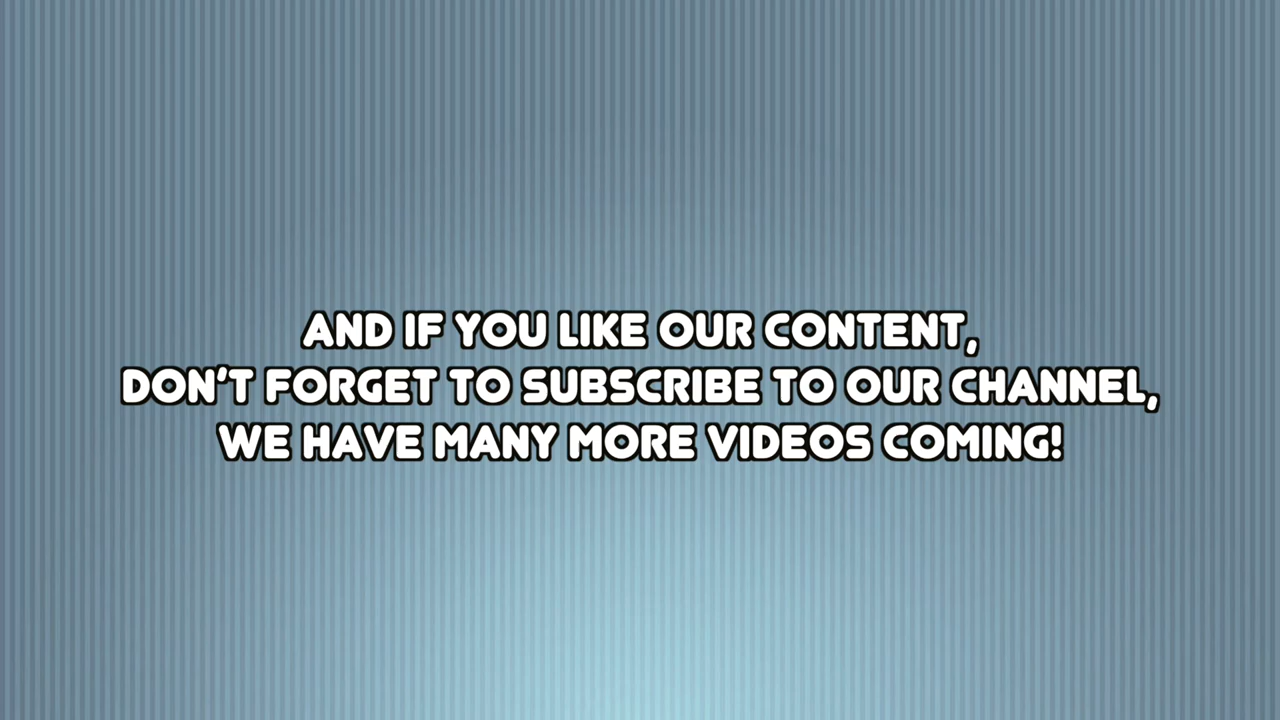 AND IF YOU LIKE OUR CONTENT,
DON'T FORGET TO SUBSCRIBE TO OUR CHANNEL,
WE HAVE MANY MORE VIDEOS COMING!